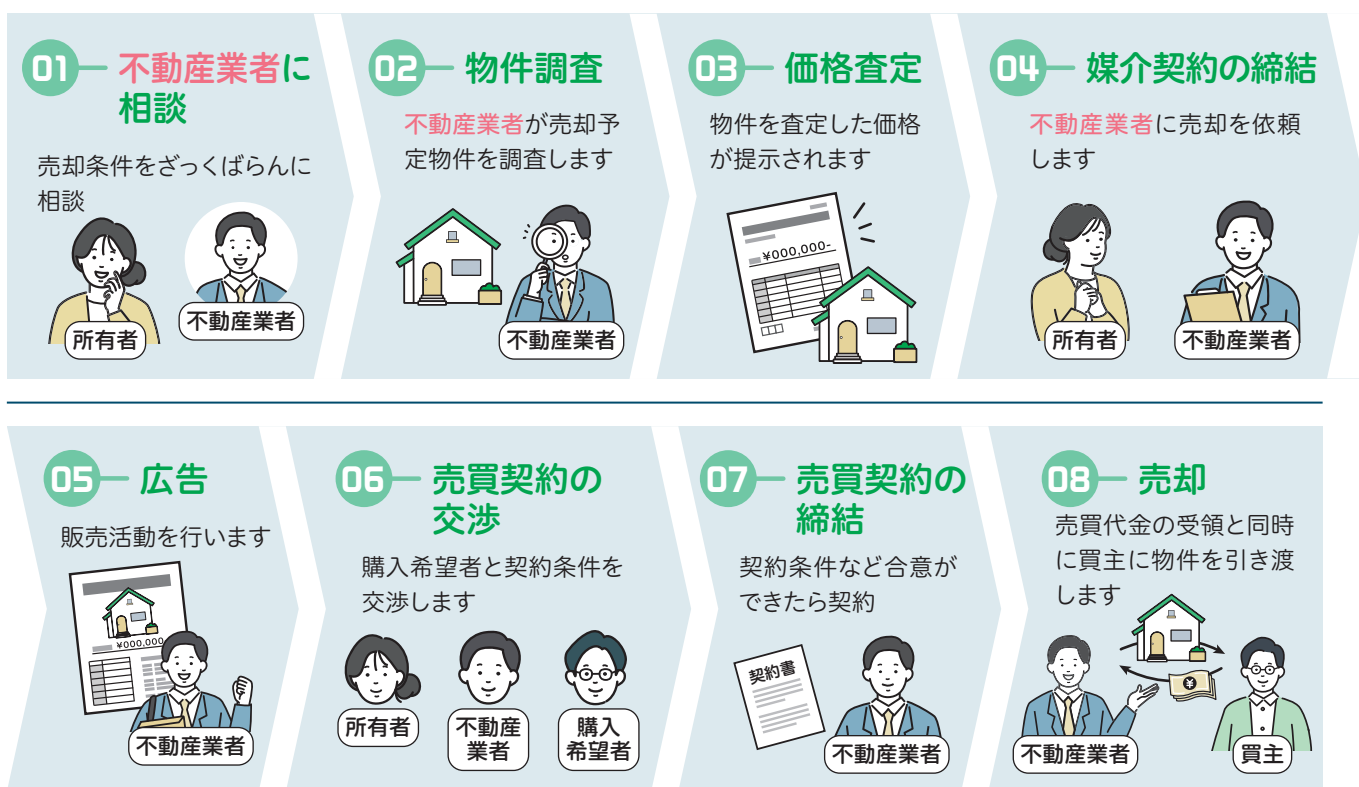 01 不動産業者に
相談
売却条件をざっくばらんに
相談
所有者
不動産業者
02 物件調査
不動産業者が売却予
定物件を調査します
不動産業者
03 価格査定
物件を査定した価格
が提示されます
¥000,000-
04 媒介契約の締結
不動産業者に売却を依頼
します
所有者
不動産業者
05 広告
販売活動を行います
¥000,000
不動産業者
06 売買契約の
交渉
購入希望者と契約条件を
交渉します
所有者
不動産
業者
購入
希望者
07 売買契約の
締結
契約条件など合意が
できたら契約
契約書
不動産業者
08 売却
売買代金の受領と同時
に買主に物件を引き渡
します
¥
不動産業者
買主